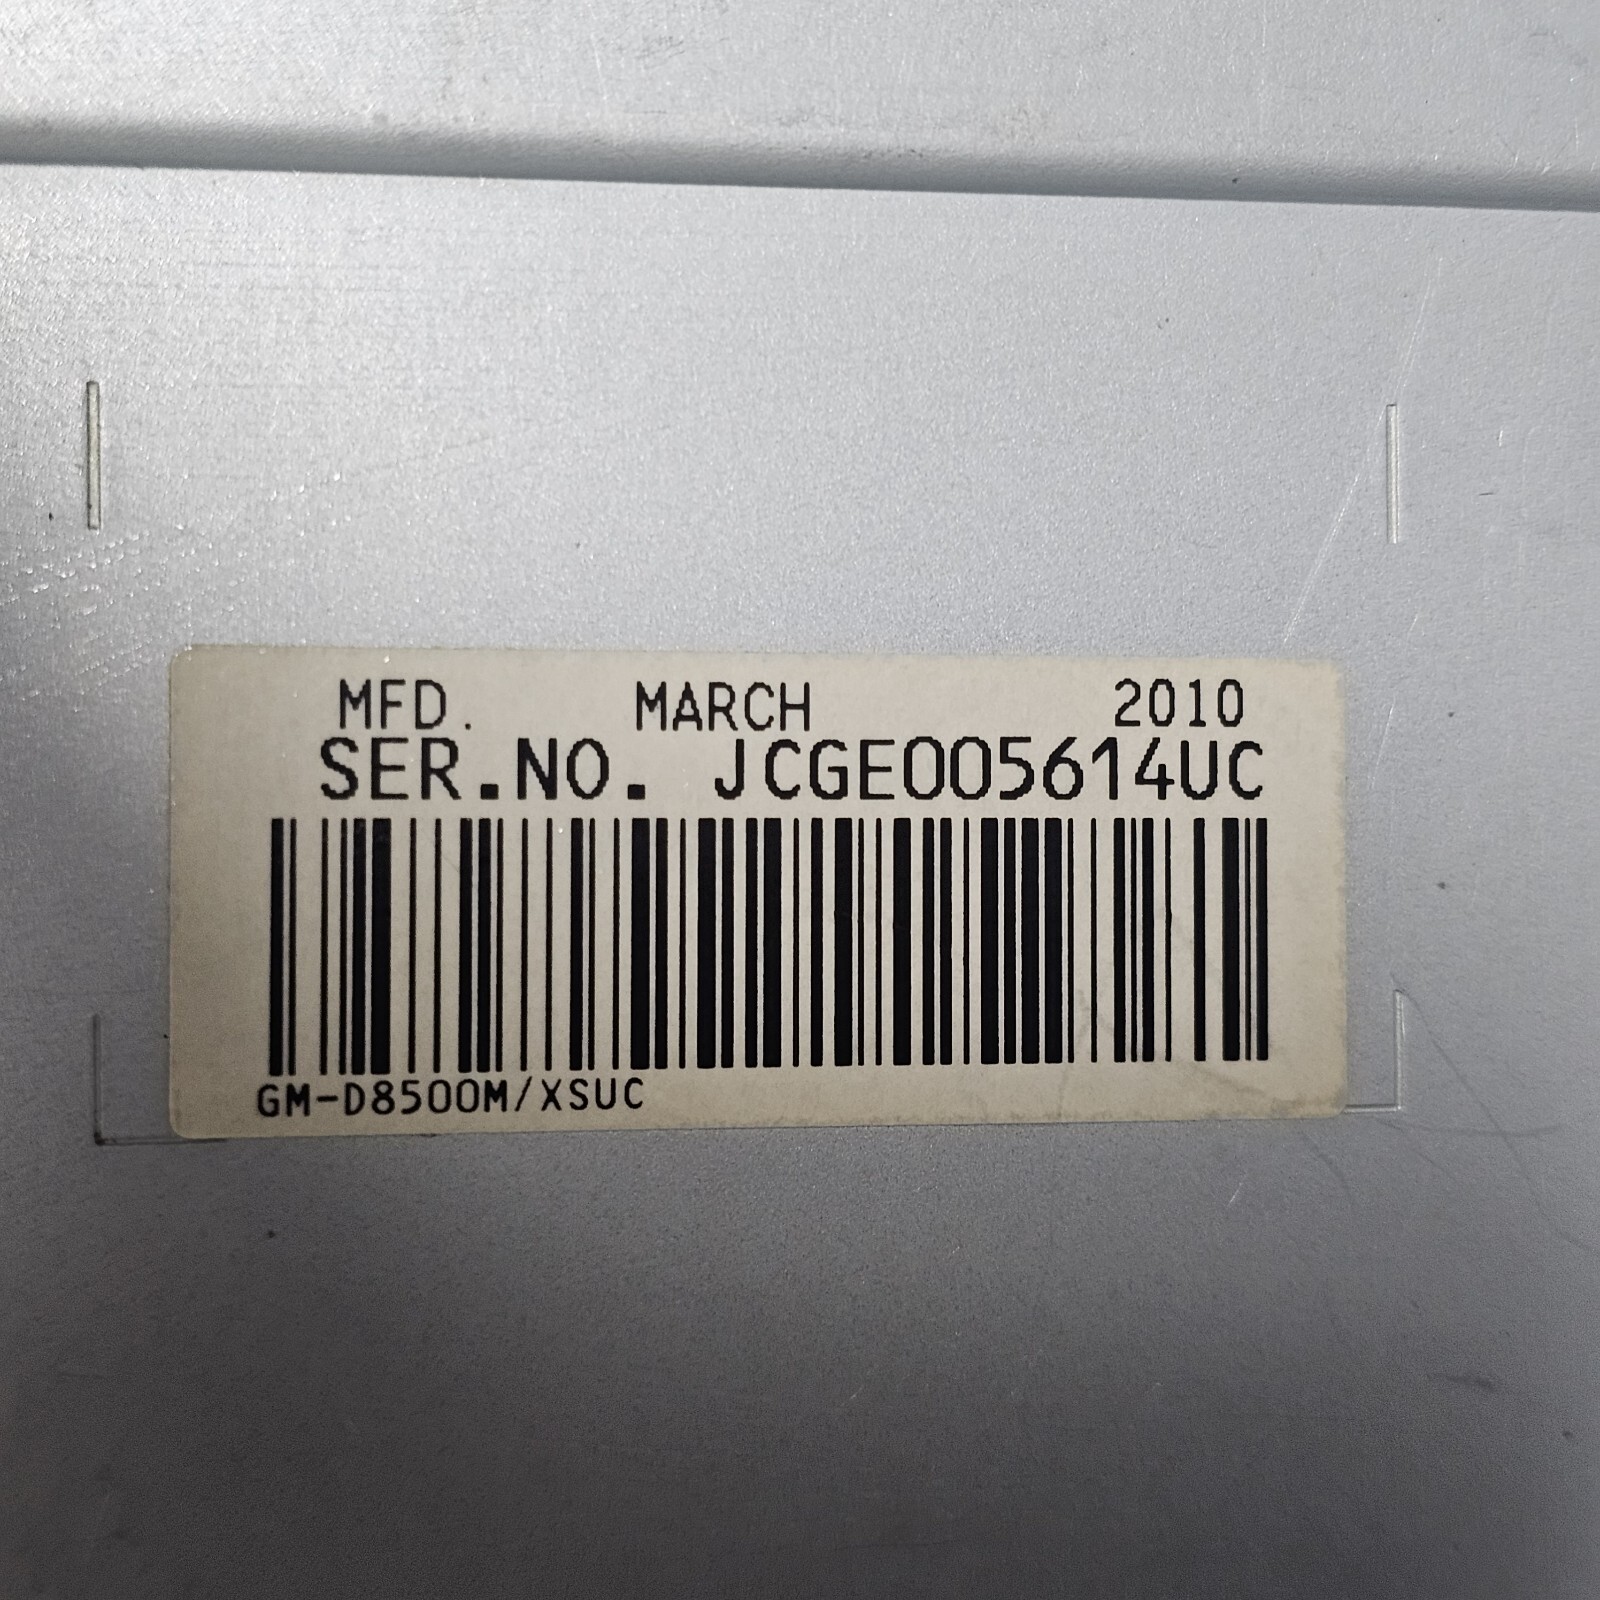 MFD. MARCH 2010
SER.NO. JCGE005614UC
GM-D8500M/XSUC